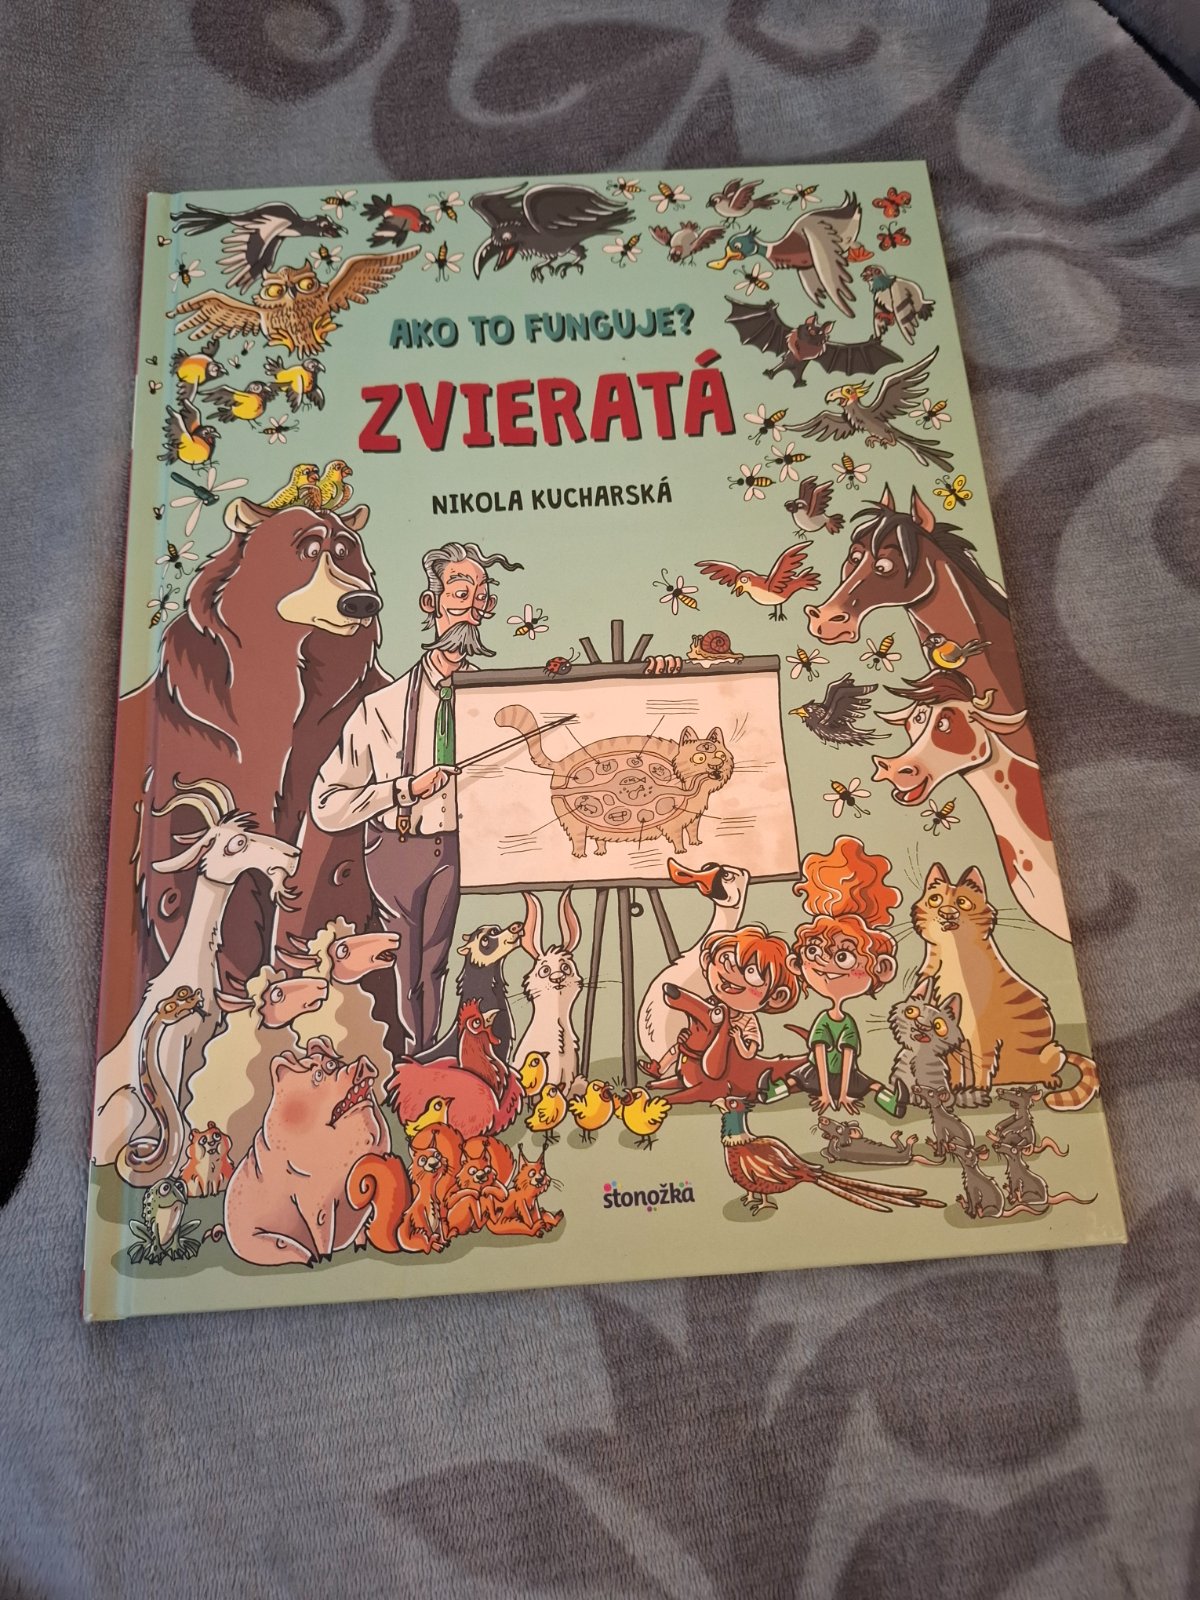 AKO TO FUNGUJE?
ZVIERATÁ
NIKOLA KUCHARSKÁ
stonožka